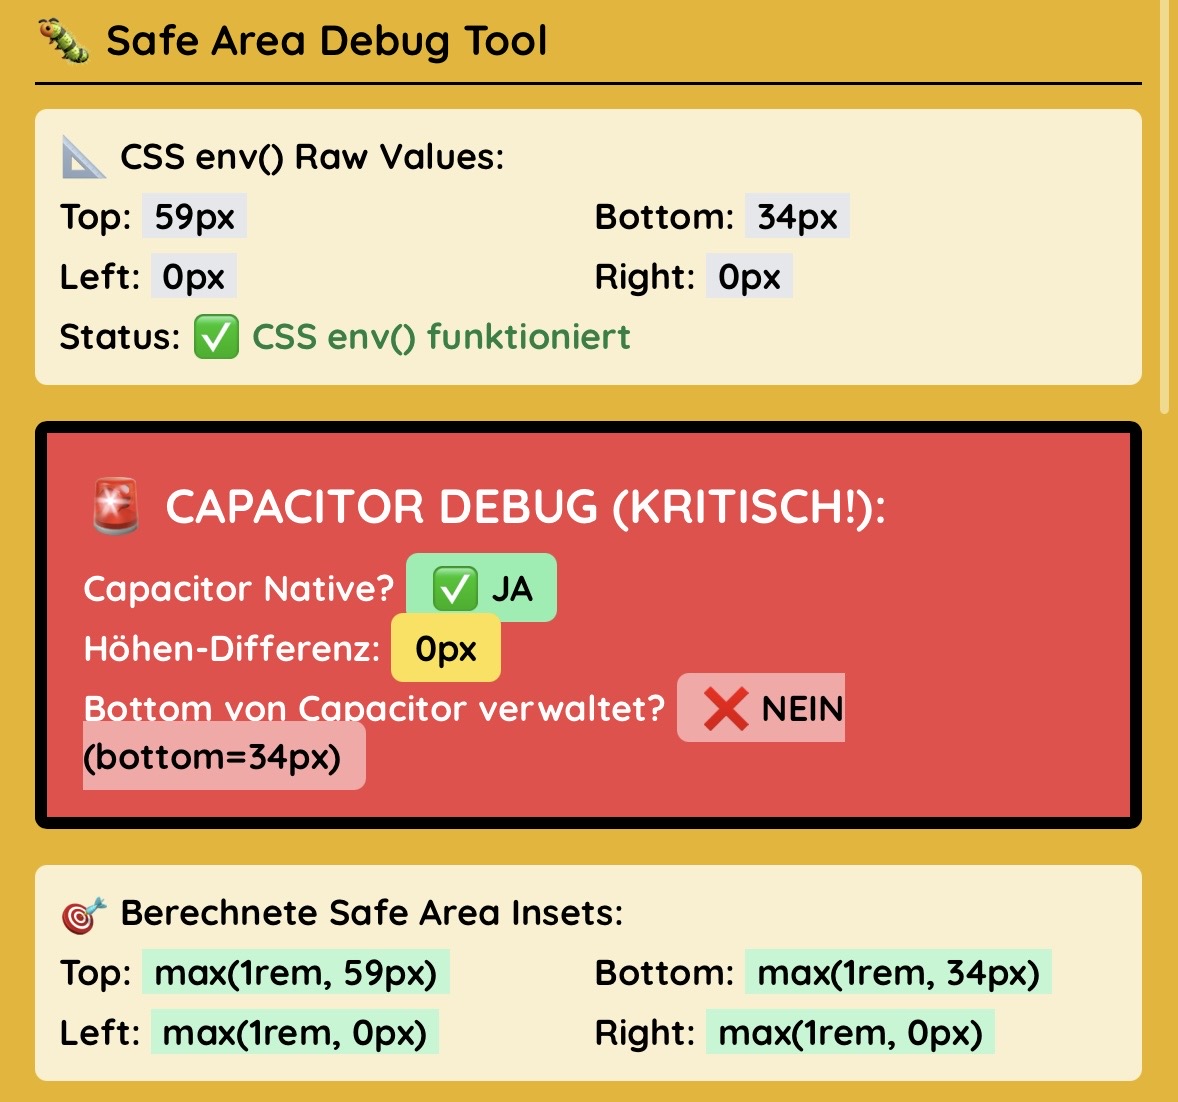 Safe Area Debug Tool
CSS env() Raw Values:
Top: 59px Bottom: 34px
Left: 0px Right: 0px
Status: ✅ CSS env() funktioniert
CAPACITOR DEBUG (KRITISCH!):
Capacitor Native? ✅ JA
Höhen-Differenz: 0px
Bottom von Capacitor verwaltet? ❌ NEIN
(bottom=34px)
Berechnete Safe Area Insets:
Top: max(1rem, 59px) Bottom: max(1rem, 34px)
Left: max(1rem, 0px) Right: max(1rem, 0px)